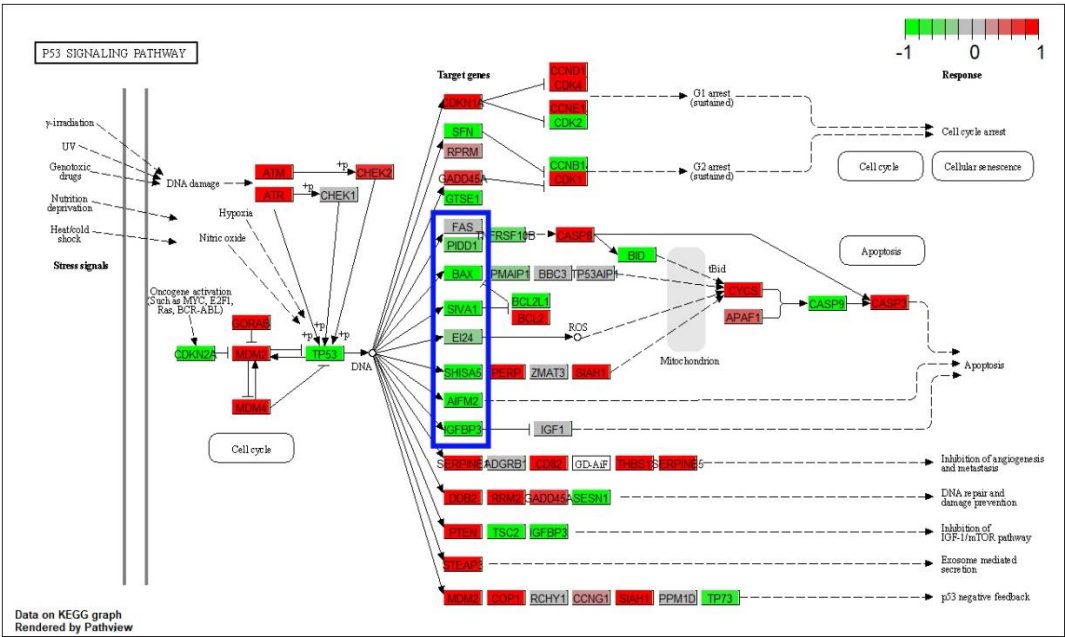 P53 SIGNALING PATHWAY
-1 0 1
Target genes
Response
γ-irradiation
UV
Genotoxic
drugs
Nutrition
deprivation
Heat/cold
shock
Stress signals
DNA damage
Hypoxia
Nitric oxide
Oncogene activation
(Such as MYC, E2F1,
Ras, BCR-ABL)
ATM
+p
CHEK2
ATR
+p
CHEK1
+p
+p
+p
GORAB
CDKN2A
MDM2
TP53
MDM4
DNA
Cell cycle
CDKN1A
CCND1
CDK4
CCNE1
CDK2
G1 arrest
(sustained)
SFN
RPRM
GADD45A
GTSE1
CCNB1
CDK1
G2 arrest
(sustained)
Cell cycle arrest
Cell cycle
Cellular senescence
FAS
PIDD1
TNFRSF10B
CASP8
BID
tBid
Apoptosis
BAX
PMAIP1
BBC3
TP53AIP1
CYCS
CASP9
CASP3
SIVA1
BCL2L1
BCL2
APAF1
EI24
ROS
Mitochondrion
SHISA5
PERP
ZMAT3
SIAH1
Apoptosis
AIFM2
IGFBP3
IGF1
ADGRB1
CD82
GD-AiF
THBS1
SERPINB5
Inhibition of angiogenesis
and metastasis
DDB2
RRM2
GADD45A
SESN1
DNA repair and
damage prevention
PTEN
TSC2
IGFBP3
Inhibition of
IGF-1/mTOR pathway
STEAP3
Exosome mediated
secretion
MDM2
COP1
RCHY1
CCNG1
SIAH1
PPM1D
TP73
p53 negative feedback
Data on KEGG graph
Rendered by Pathview